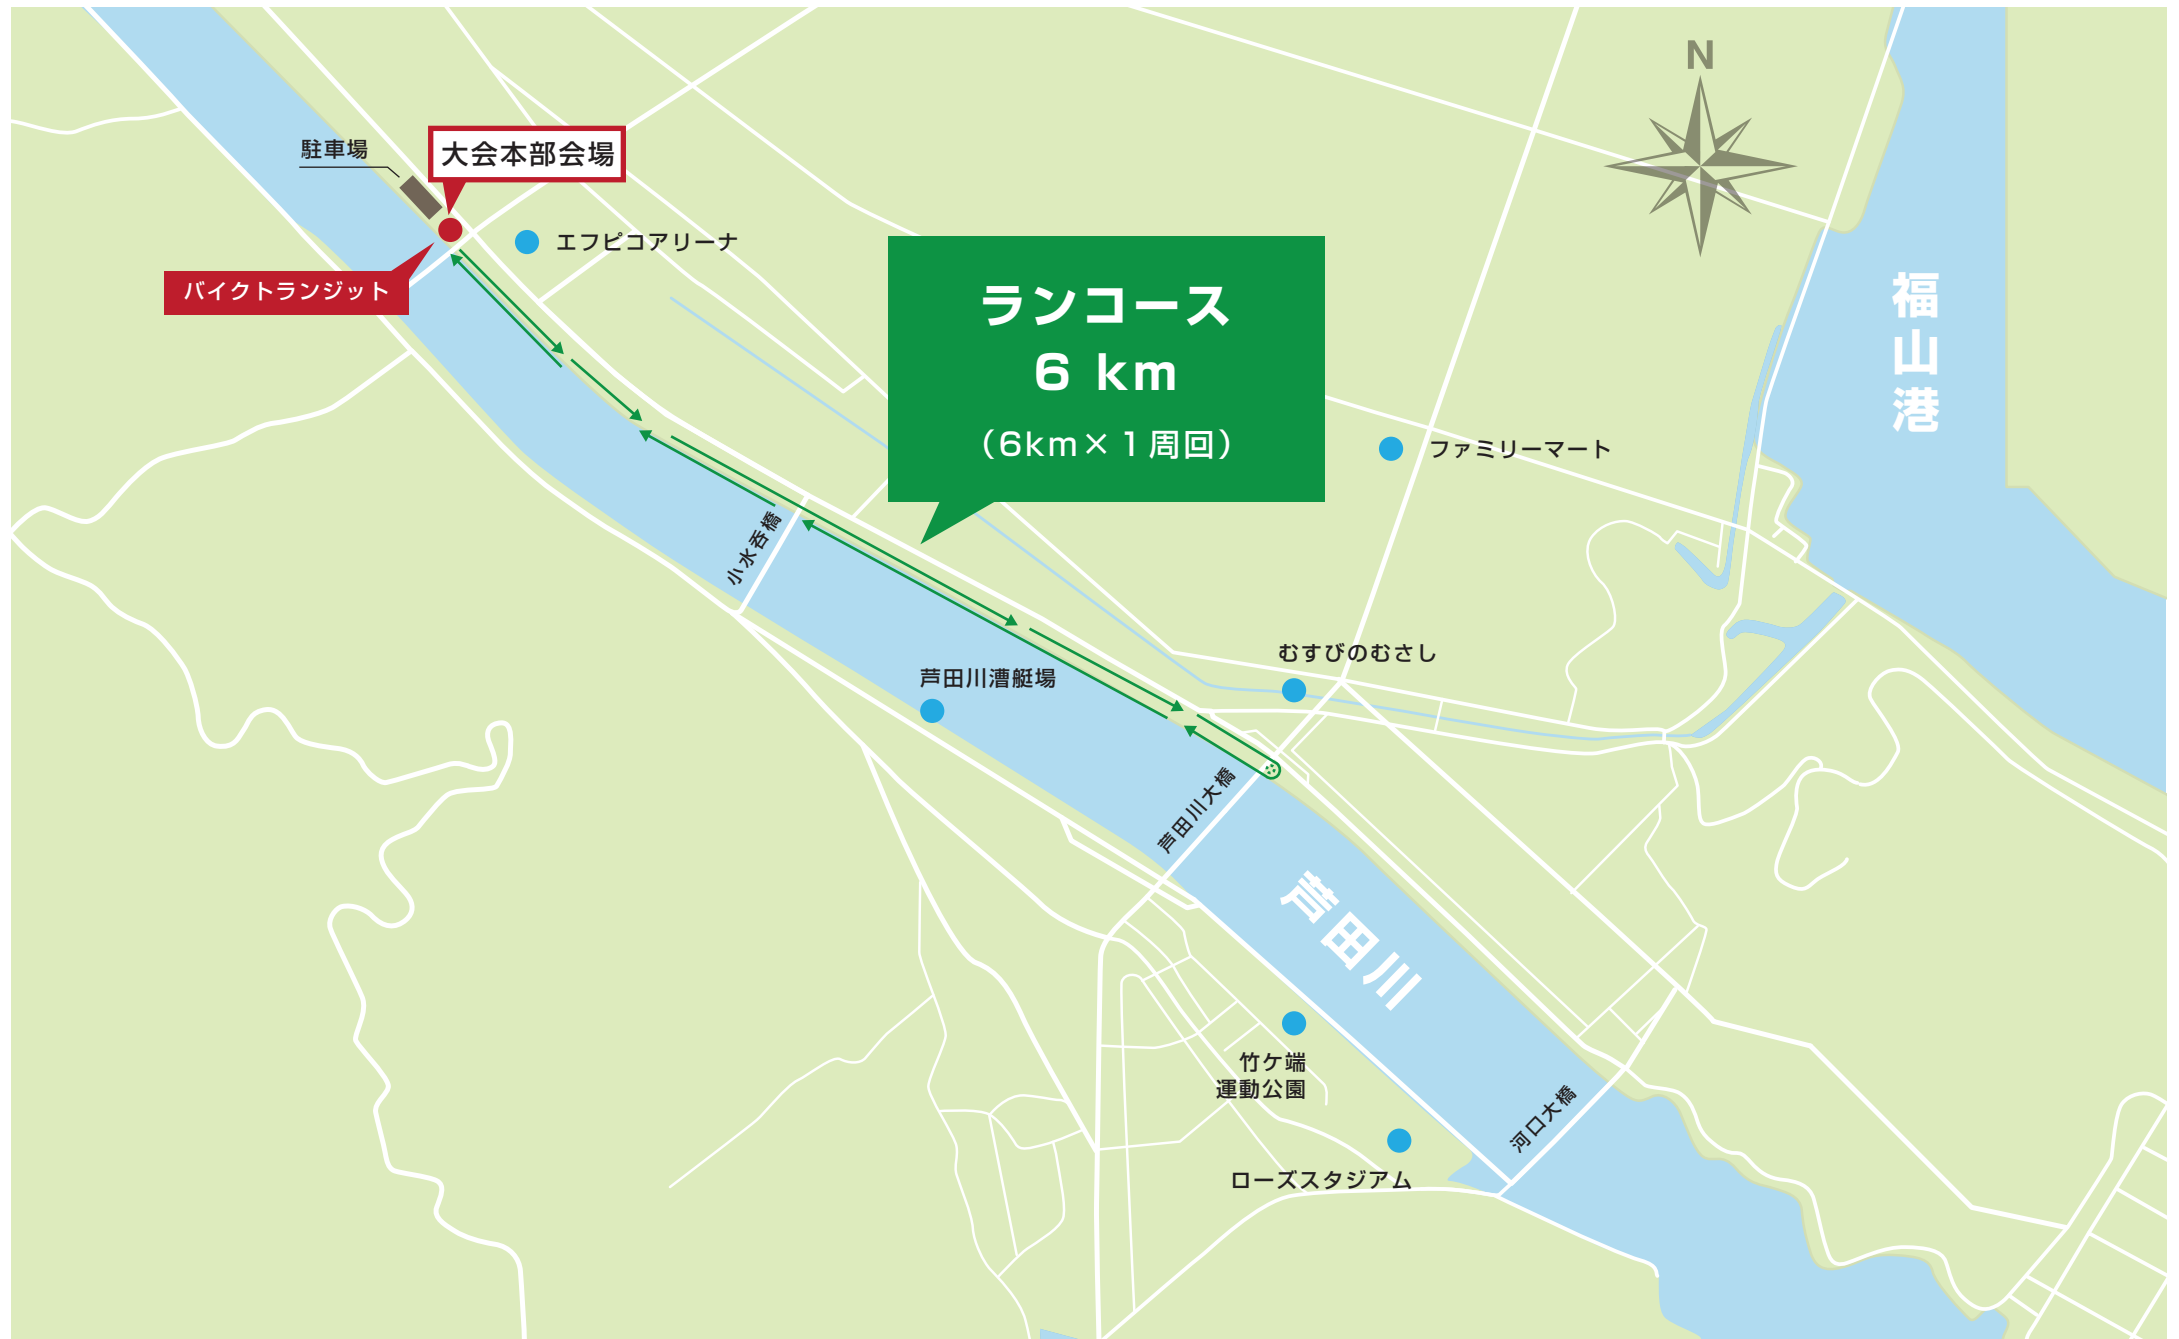 N
駐車場
大会本部会場
エフピコアリーナ
バイクトランジット
ランコース
6 km
(6km×1周回)
福山港
ファミリーマート
小水呑橋
むすびのむさし
芦田川漕艇場
芦田川大橋
芦田川
竹ケ端
運動公園
河口大橋
ローズスタジアム